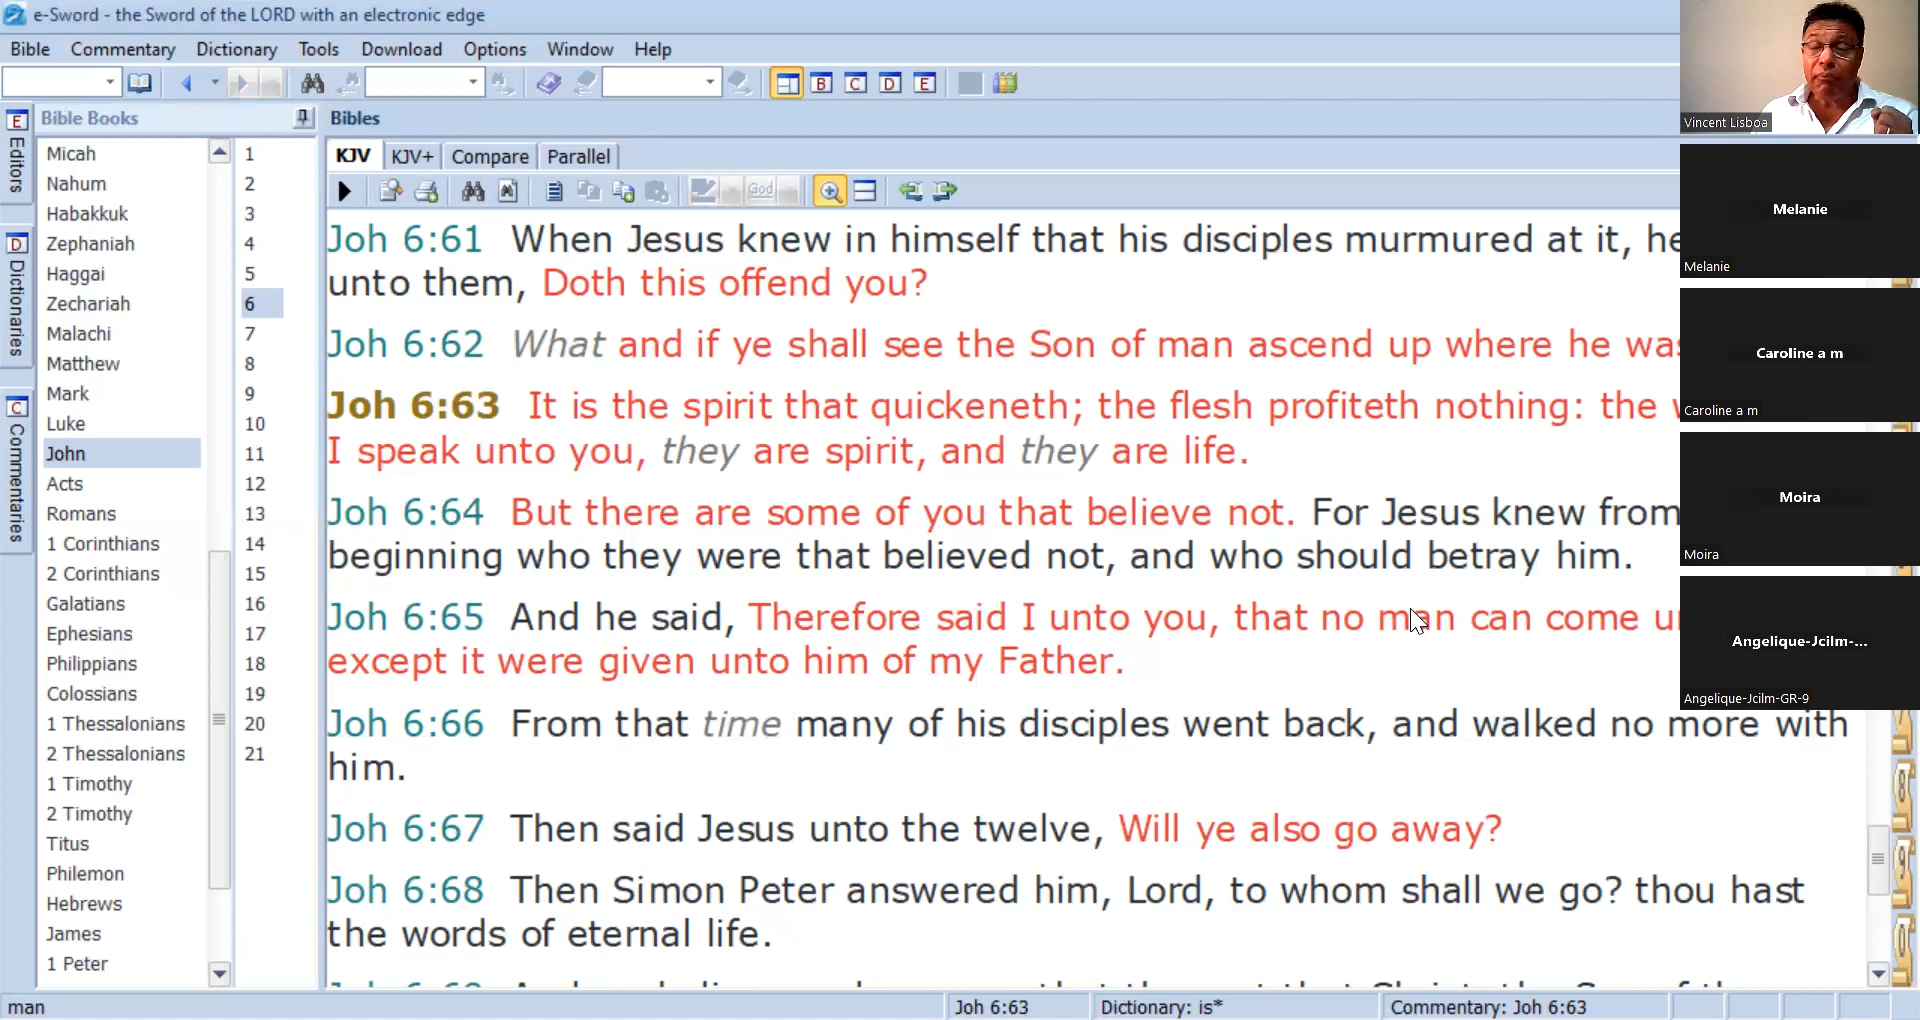 e-Sword - the Sword of the LORD with an electronic edge
Bible Commentary Dictionary Tools Download Options Window Help
B C D E
E Editors
D Dictionaries
C Commentaries
Bible Books
Micah
Nahum
Habakkuk
Zephaniah
Haggai
Zechariah
Malachi
Matthew
Mark
Luke
John
Acts
Romans
1 Corinthians
2 Corinthians
Galatians
Ephesians
Philippians
Colossians
1 Thessalonians
2 Thessalonians
1 Timothy
2 Timothy
Titus
Philemon
Hebrews
James
1 Peter
1
2
3
4
5
6
7
8
9
10
11
12
13
14
15
16
17
18
19
20
21
Bibles
KJV KJV+ Compare Parallel
God
Joh 6:61 When Jesus knew in himself that his disciples murmured at it, he
unto them, Doth this offend you?
Joh 6:62 What and if ye shall see the Son of man ascend up where he was
Joh 6:63 It is the spirit that quickeneth; the flesh profiteth nothing: the
I speak unto you, they are spirit, and they are life.
Joh 6:64 But there are some of you that believe not. For Jesus knew from
beginning who they were that believed not, and who should betray him.
Joh 6:65 And he said, Therefore said I unto you, that no man can come
except it were given unto him of my Father.
Joh 6:66 From that time many of his disciples went back, and walked no more with
him.
Joh 6:67 Then said Jesus unto the twelve, Will ye also go away?
Joh 6:68 Then Simon Peter answered him, Lord, to whom shall we go? thou hast
the words of eternal life.
man
Joh 6:63
Dictionary: is*
Commentary: Joh 6:63
Vincent Lisboa
Melanie
Melanie
Caroline a m
Caroline a m
Moira
Moira
Angelique-Jcilm-...
Angelique-Jcilm-GR-9